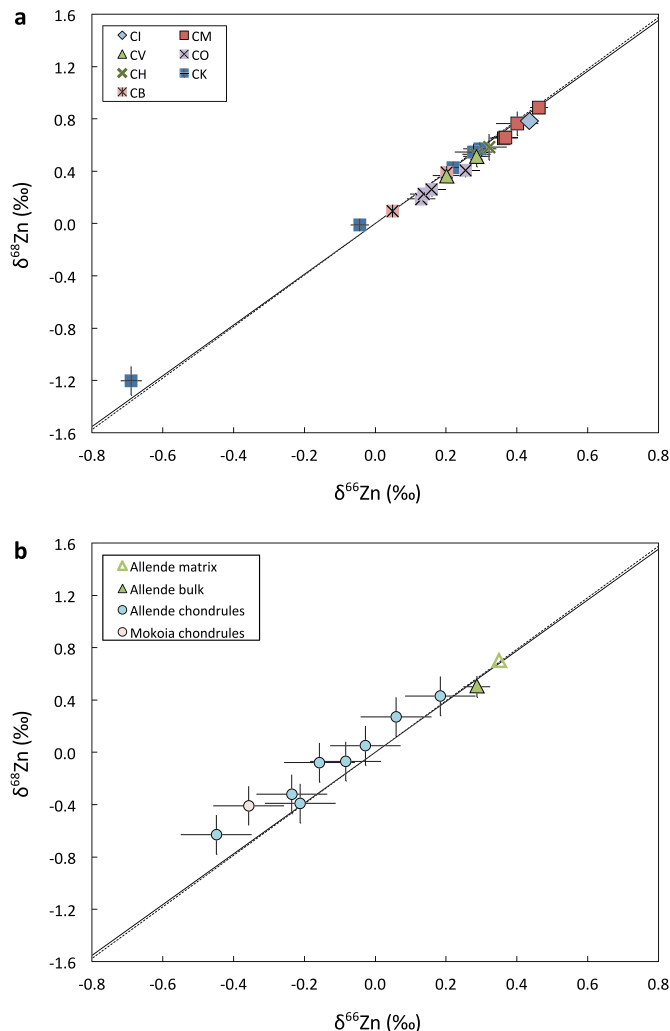 a
CI CM
CV CO
CH CK
CB
1.6
1.2
0.8
0.4
0.0
-0.4
-0.8
-1.2
-1.6
δ⁶⁸Zn (‰)
-0.8 -0.6 -0.4 -0.2 0.0 0.2 0.4 0.6 0.8
δ⁶⁶Zn (‰)
b
Allende matrix
Allende bulk
Allende chondrules
Mokoia chondrules
1.6
1.2
0.8
0.4
0.0
-0.4
-0.8
-1.2
-1.6
δ⁶⁸Zn (‰)
-0.8 -0.6 -0.4 -0.2 0.0 0.2 0.4 0.6 0.8
δ⁶⁶Zn (‰)